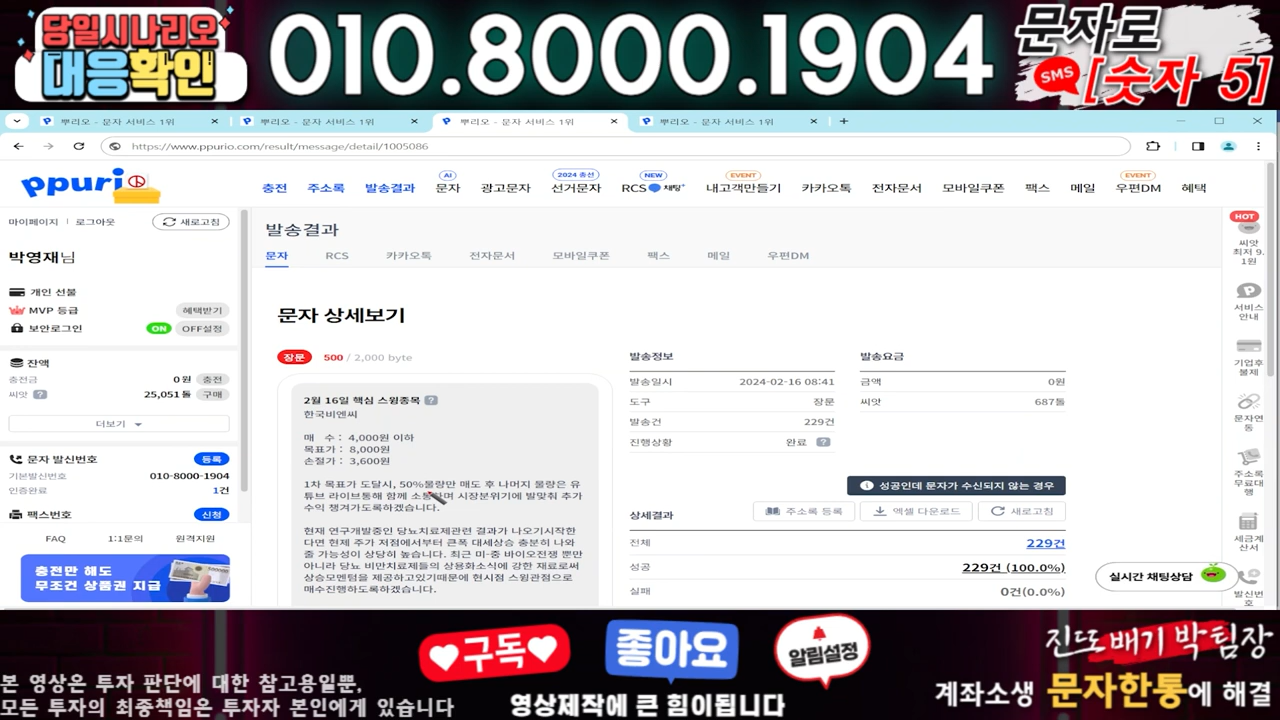 당일시나리오
대응확인
010.8000.1904
문자로
SMS [숫자 5]
뿌리오 - 문자 서비스 1위
뿌리오 - 문자 서비스 1위
뿌리오 - 문자 서비스 1위
뿌리오 - 문자 서비스 1위
https://www.ppurio.com/result/message/detail/1005086
ppurio
충전
주소록
발송결과
AI
문자
광고문자
2024 총선
선거문자
NEW
RCS 채팅+
EVENT
내고객만들기
카카오톡
전자문서
모바일쿠폰
팩스
메일
EVENT
우편DM
혜택
마이페이지 | 로그아웃
새로고침
박영재님
개인 선불
MVP 등급 혜택받기
보안로그인 ON OFF설정
잔액
충전금 0원 충전
씨앗 ? 25,051톨 구매
더보기
문자 발신번호 등록
기본발신번호 010-8000-1904
인증완료 1건
팩스번호 신청
FAQ 1:1문의 원격지원
충전만 해도
무조건 상품권 지급
발송결과
문자 RCS 카카오톡 전자문서 모바일쿠폰 팩스 메일 우편DM
문자 상세보기
장문 500 / 2,000 byte
2월 16일 핵심 스윙종목 ?
한국비엔씨
매 수 : 4,000원 이하
목표가 : 8,000원
손절가 : 3,600원
1차 목표가 도달시, 50%물량만 매도 후 나머지 물량은 유
튜브 라이브통해 함께 소통하며 시장분위기에 발맞춰 추가
수익 챙겨가도록하겠습니다.
현재 연구개발중인 당뇨치료제관련 결과가 나오기시작한
다면 현재 주가 저점에서부터 큰폭 대세상승 충분히 나와
줄 가능성이 상당히 높습니다. 최근 미-중 바이오전쟁 뿐만
아니라 당뇨 비만치료제들의 상용화소식에 강한 재료로써
상승모멘텀을 제공하고있기때문에 현시점 스윙관점으로
매수진행하도록하겠습니다.
발송정보
발송일시 2024-02-16 08:41
도구 장문
발송건 229건
진행상황 완료 ?
발송요금
금액 0원
씨앗 687톨
성공인데 문자가 수신되지 않는 경우
상세결과
주소록 등록
엑셀 다운로드
새로고침
전체 229건
성공 229건 (100.0%)
실패 0건(0.0%)
HOT
씨앗
최저 9.
1원
서비스
안내
기업후
불제
문자연
동
주소록
무료대
행
세금계
산서
발신번
호
실시간 채팅상담
본 영상은 투자 판단에 대한 참고용일뿐,
모든 투자의 최종책임은 투자자 본인에게 있습니다
구독
좋아요
알림설정
영상제작에 큰 힘이됩니다
진또배기 박팀장
계좌소생 문자한통에 해결